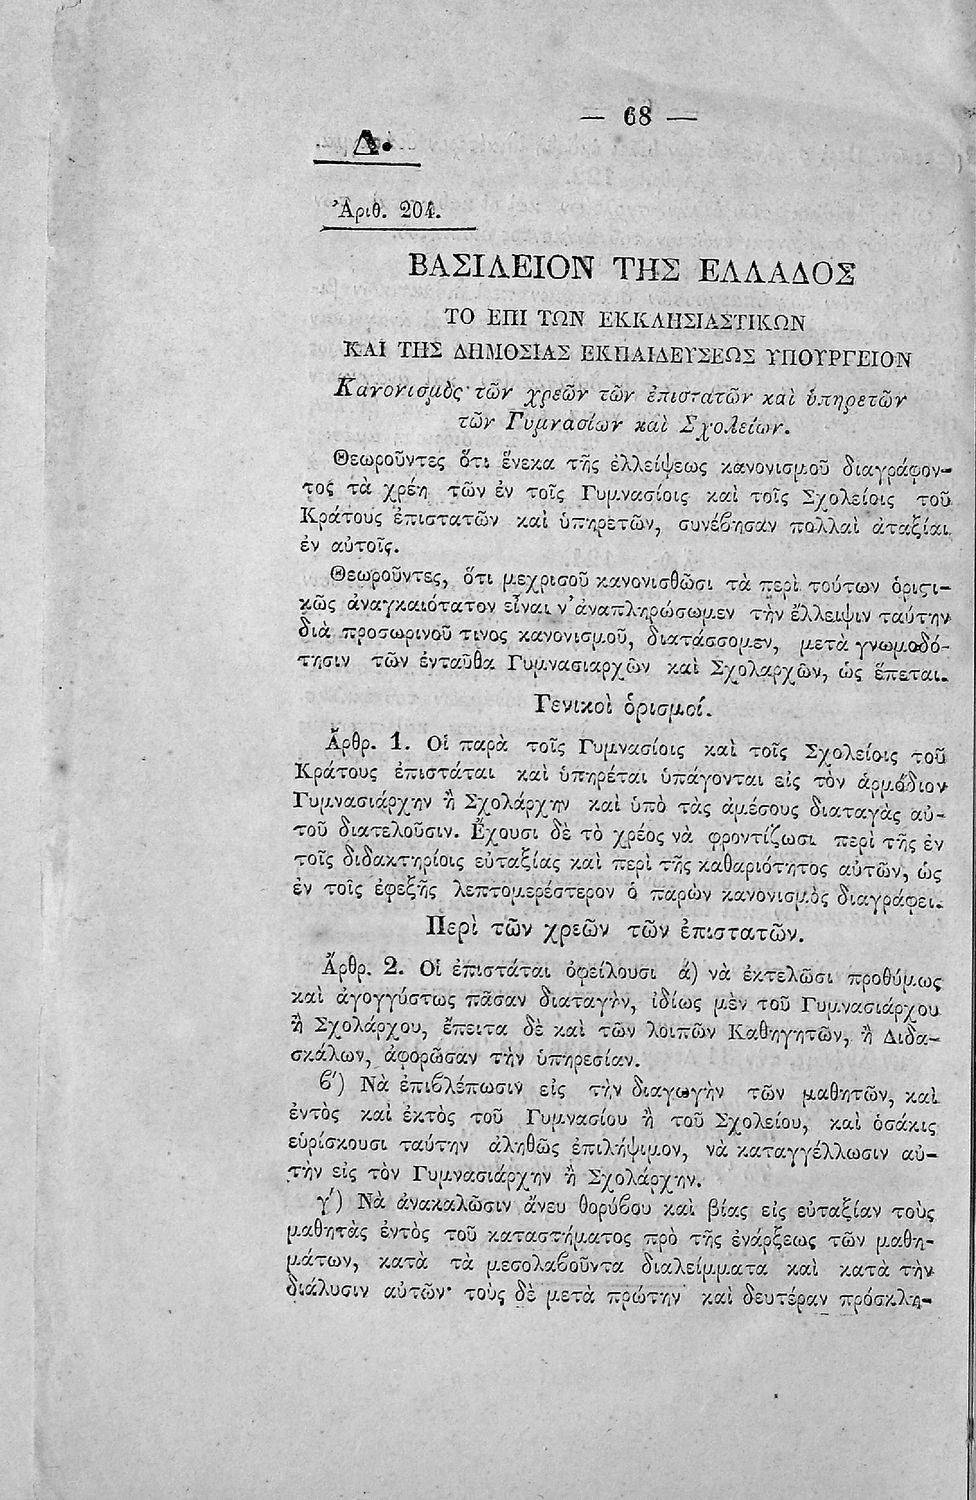 — 68 —
Δ.
Ἀριθ. 204.
ΒΑΣΙΛΕΙΟΝ ΤΗΣ ΕΛΛΑΔΟΣ
ΤΟ ΕΠΙ ΤΩΝ ΕΚΚΛΗΣΙΑΣΤΙΚΩΝ
ΚΑΙ ΤΗΣ ΔΗΜΟΣΙΑΣ ΕΚΠΑΙΔΕΥΣΕΩΣ ΥΠΟΥΡΓΕΙΟΝ
Κανονισμὸς τῶν χρεῶν τῶν ἐπιστατῶν καὶ ὑπηρετῶν
τῶν Γυμνασίων καὶ Σχολείων.
Θεωροῦντες ὅτι ἕνεκα τῆς ἐλλείψεως κανονισμοῦ διαγράφον-
τος τὰ χρέη τῶν ἐν τοῖς Γυμνασίοις καὶ τοῖς Σχολείοις τοῦ
Κράτους ἐπιστατῶν καὶ ὑπηρετῶν, συνέβησαν πολλαὶ ἀταξίαι
ἐν αὐτοῖς.
Θεωροῦντες, ὅτι μεχρισοῦ κανονισθῶσι τὰ περὶ τούτων ὁριστι-
κῶς ἀναγκαιότατον εἶναι ν' ἀναπληρώσωμεν τὴν ἔλλειψιν ταύτην
διὰ προσωρινοῦ τινος κανονισμοῦ, διατάσσομεν, μετὰ γνωμοδό-
τησιν τῶν ἐνταῦθα Γυμνασιαρχῶν καὶ Σχολαρχῶν, ὡς ἕπεται.
Γενικοὶ ὁρισμοί.
Ἄρθρ. 1. Οἱ παρὰ τοῖς Γυμνασίοις καὶ τοῖς Σχολείοις τοῦ
Κράτους ἐπιστάται καὶ ὑπηρέται ὑπάγονται εἰς τὸν ἁρμόδιον
Γυμνασιάρχην ἢ Σχολάρχην καὶ ὑπὸ τὰς ἀμέσους διαταγὰς αὐ-
τοῦ διατελοῦσιν. Ἔχουσι δὲ τὸ χρέος νὰ φροντίζωσι περὶ τῆς ἐν
τοῖς διδακτηρίοις εὐταξίας καὶ περὶ τῆς καθαριότητος αὐτῶν, ὡς
ἐν τοῖς ἐφεξῆς λεπτομερέστερον ὁ παρὼν κανονισμὸς διαγράφει.
Περὶ τῶν χρεῶν τῶν ἐπιστατῶν.
Ἄρθρ. 2. Οἱ ἐπιστάται ὀφείλουσι ά) νὰ ἐκτελῶσι προθύμως
καὶ ἀγογγύστως πᾶσαν διαταγὴν, ἰδίως μὲν τοῦ Γυμνασιάρχου
ἢ Σχολάρχου, ἔπειτα δὲ καὶ τῶν λοιπῶν Καθηγητῶν, ἢ Διδα-
σκάλων, ἀφορῶσαν τὴν ὑπηρεσίαν.
β') Νὰ ἐπιβλέπωσιν εἰς τὴν διαγωγὴν τῶν μαθητῶν, καὶ
ἐντὸς καὶ ἐκτὸς τοῦ Γυμνασίου ἢ τοῦ Σχολείου, καὶ ὁσάκις
εὑρίσκουσι ταύτην ἀληθῶς ἐπιλήψιμον, νὰ καταγγέλλωσιν αὐ-
τὴν εἰς τὸν Γυμνασιάρχην ἢ Σχολάρχην.
γ') Νὰ ἀνακαλῶσιν ἄνευ θορύβου καὶ βίας εἰς εὐταξίαν τοὺς
μαθητὰς ἐντὸς τοῦ καταστήματος πρὸ τῆς ἐνάρξεως τῶν μαθη-
μάτων, κατὰ τὰ μεσολαβοῦντα διαλείμματα καὶ κατὰ τὴν
διάλυσιν αὐτῶν· τοὺς δὲ μετὰ πρώτην καὶ δευτέραν πρόσκλη-